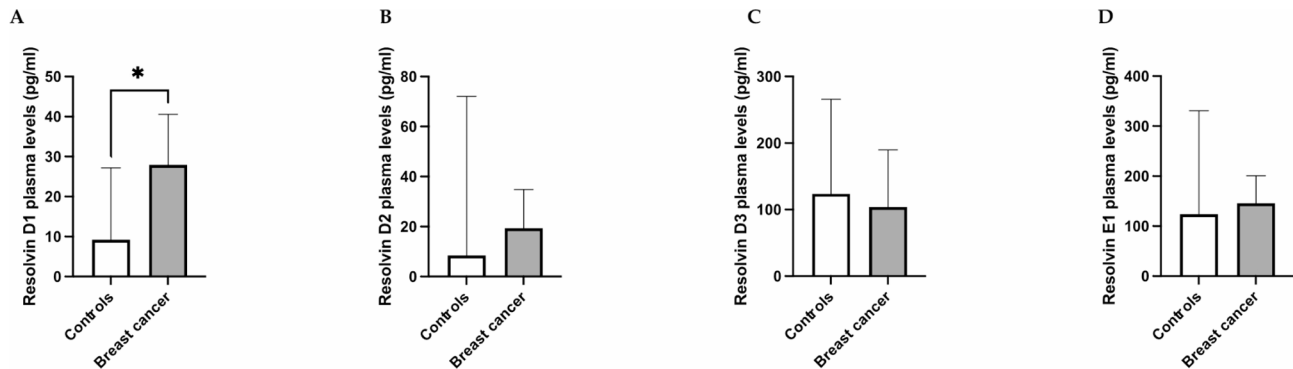 A
Resolvin D1 plasma levels (pg/ml)
50
40
30
20
10
0
*
Controls
Breast cancer
B
Resolvin D2 plasma levels (pg/ml)
80
60
40
20
0
Controls
Breast cancer
C
Resolvin D3 plasma levels (pg/ml)
300
200
100
0
Controls
Breast cancer
D
Resolvin E1 plasma levels (pg/ml)
400
300
200
100
0
Controls
Breast cancer